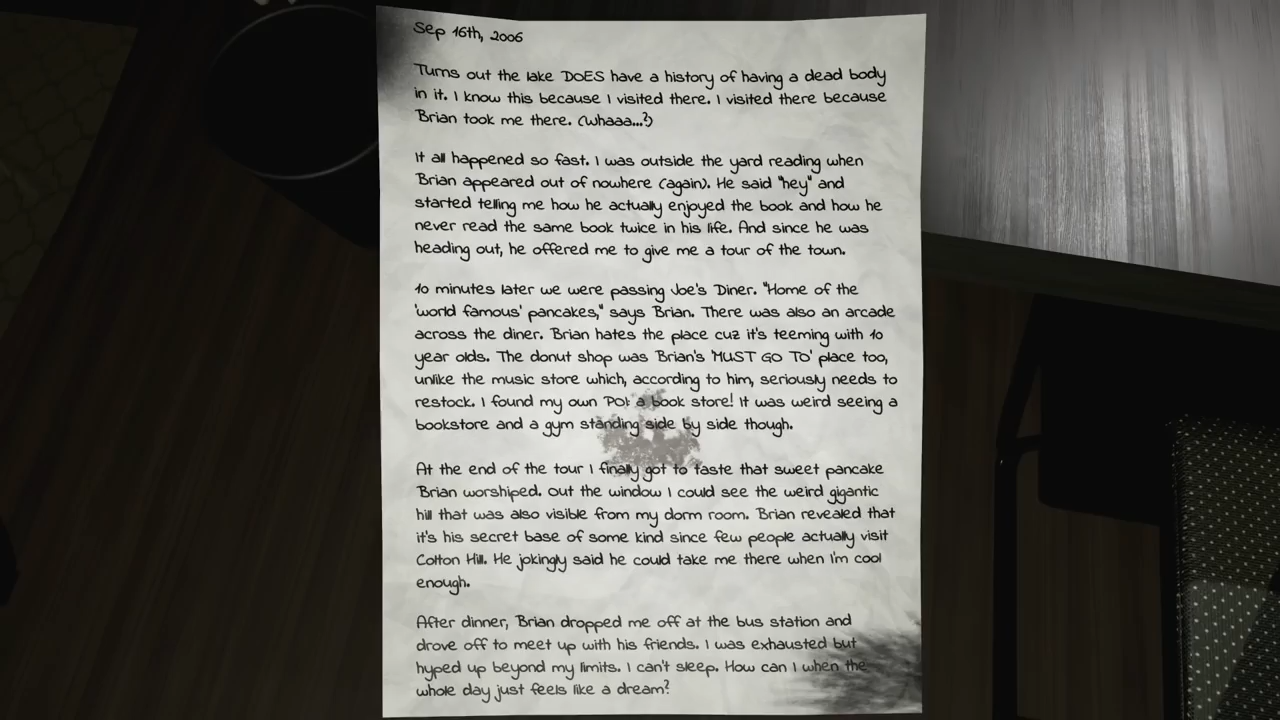 Sep 16th, 2006
Turns out the lake DOES have a history of having a dead body
in it. I know this because I visited there. I visited there because
Brian took me there. (Whaaa...?)
It all happened so fast. I was outside the yard reading when
Brian appeared out of nowhere (again). He said "hey" and
started telling me how he actually enjoyed the book and how he
never read the same book twice in his life. And since he was
heading out, he offered me to give me a tour of the town.
10 minutes later we were passing Joe's Diner. "Home of the
'world famous' pancakes," says Brian. There was also an arcade
across the diner. Brian hates the place cuz it's teeming with 10
year olds. The donut shop was Brian's 'MUST GO TO' place too,
unlike the music store which, according to him, seriously needs to
restock. I found my own POI: a book store! It was weird seeing a
bookstore and a gym standing side by side though.
At the end of the tour I finally got to taste that sweet pancake
Brian worshiped. Out the window I could see the weird gigantic
hill that was also visible from my dorm room. Brian revealed that
it's his secret base of some kind since few people actually visit
Cotton Hill. He jokingly said he could take me there when I'm cool
enough.
After dinner, Brian dropped me off at the bus station and
drove off to meet up with his friends. I was exhausted but
hyped up beyond my limits. I can't sleep. How can I when the
whole day just feels like a dream?